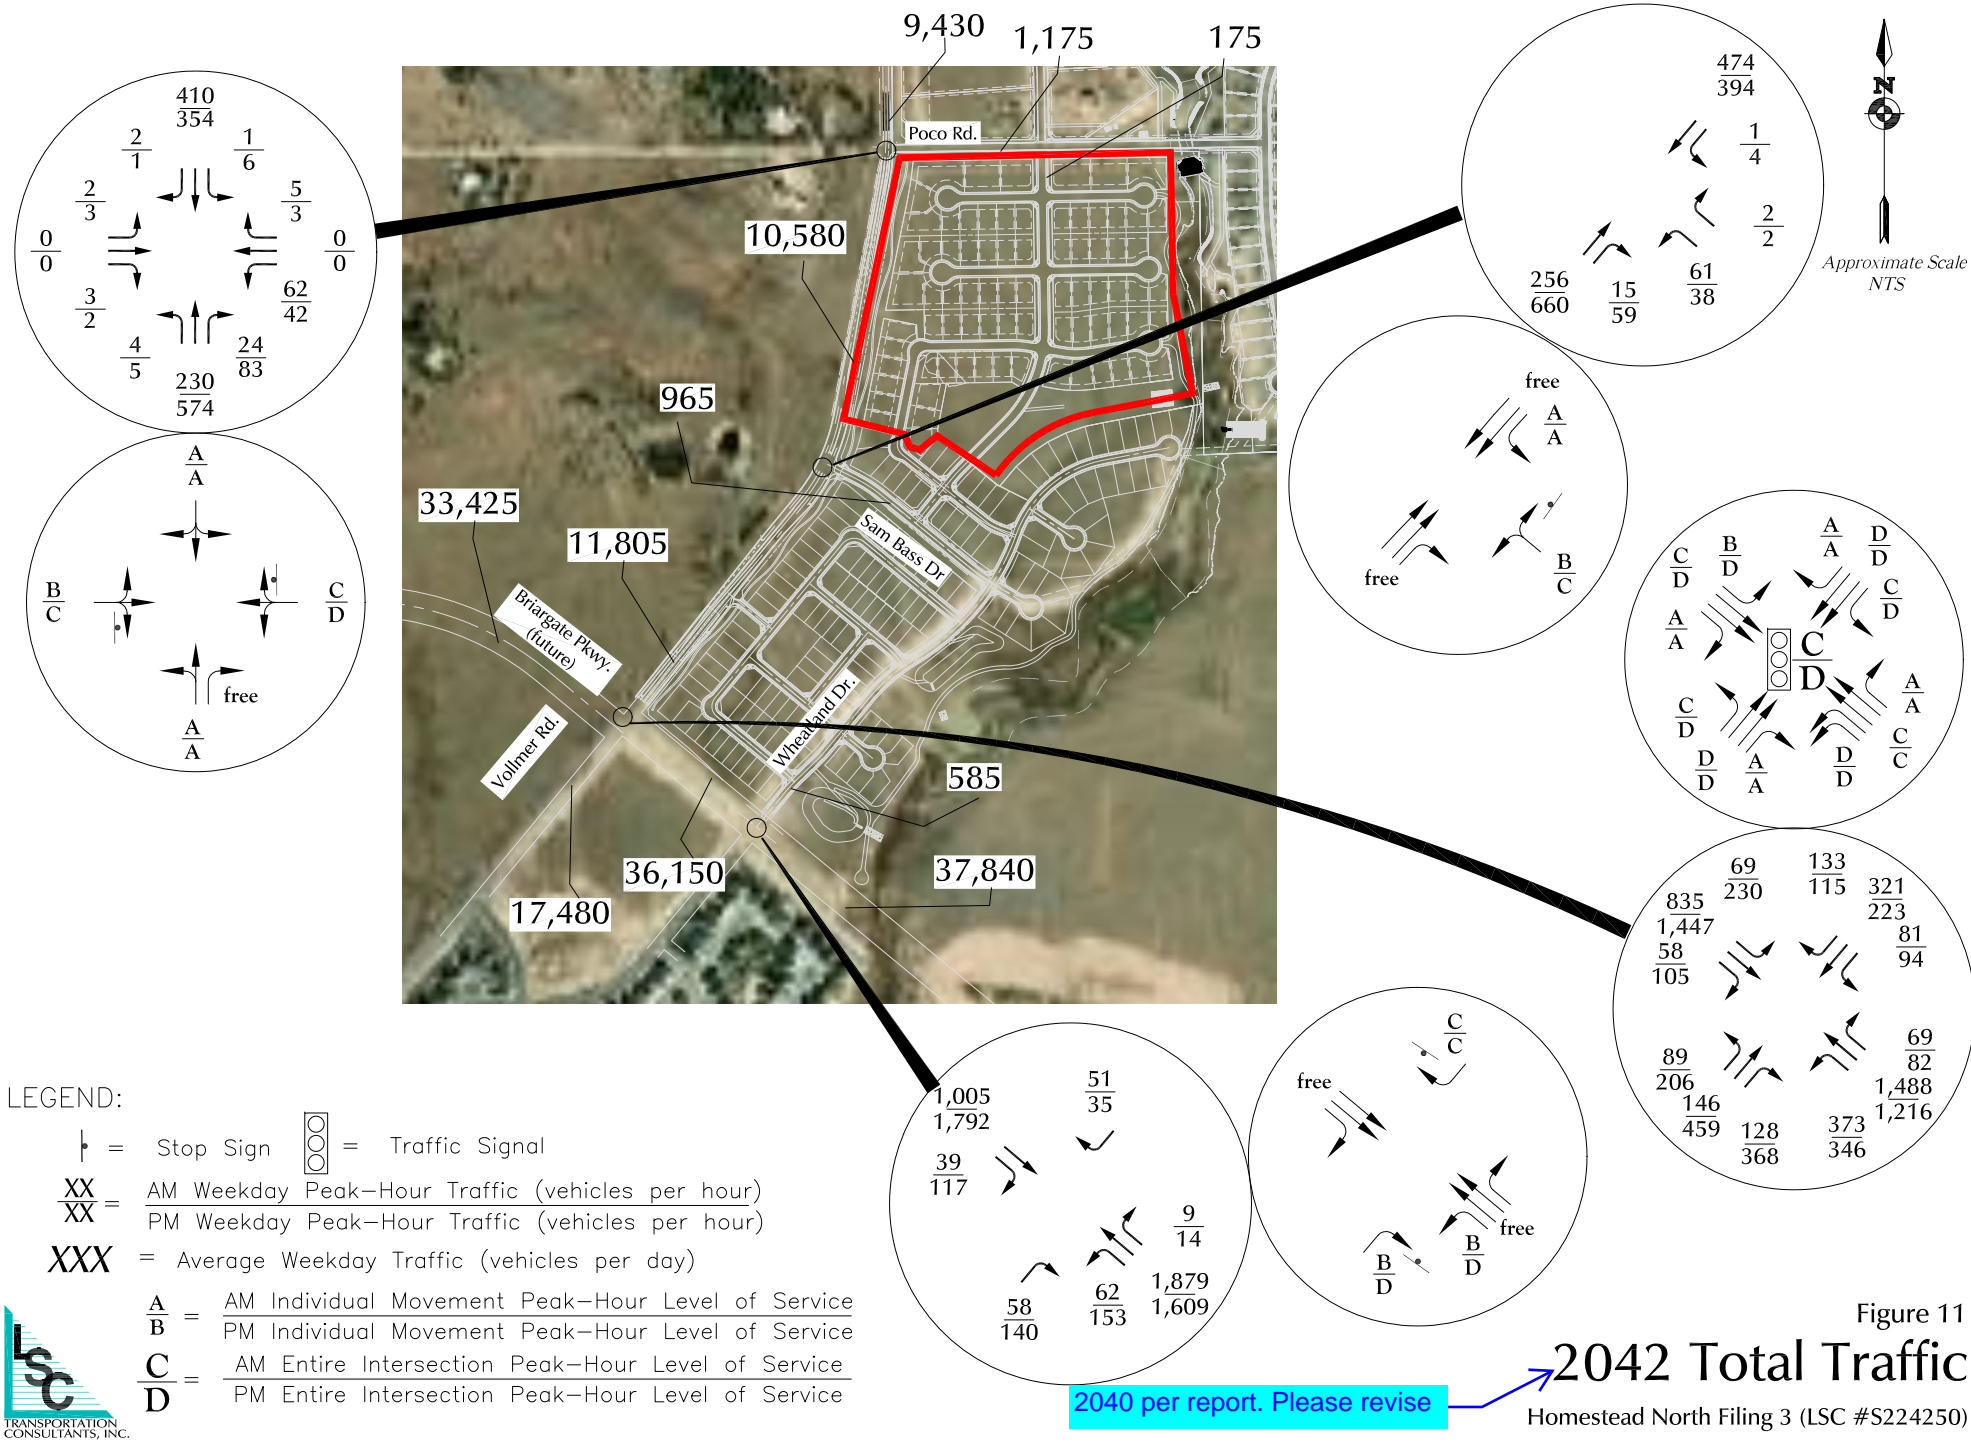 9,430
1,175
175
Poco Rd.
10,580
965
33,425
11,805
Sam Bass Dr
Briargate Pkwy.
(future)
Vollmer Rd.
Wheatland Dr.
585
36,150
37,840
17,480
410
354
2
1
1
6
2
3
5
3
0
0
0
0
3
2
62
42
4
5
24
83
230
574
A
A
B
C
C
D
free
A
A
474
394
1
4
2
2
256
660
15
59
61
38
N
Approximate Scale
NTS
free
A
A
free
B
C
C
D
B
D
A
A
D
D
C
D
A
A
C
D
C
D
D
D
A
A
D
D
C
C
A
A
69
230
133
115
835
1,447
321
223
58
105
81
94
89
206
69
82
146
459
1,488
1,216
128
368
373
346
1,005
1,792
51
35
39
117
9
14
58
140
62
153
1,879
1,609
C
C
free
free
B
D
B
D
LEGEND:
= Stop Sign = Traffic Signal
XX
XX
= AM Weekday Peak-Hour Traffic (vehicles per hour)
PM Weekday Peak-Hour Traffic (vehicles per hour)
XXX = Average Weekday Traffic (vehicles per day)
A
B
= AM Individual Movement Peak-Hour Level of Service
PM Individual Movement Peak-Hour Level of Service
C
D
= AM Entire Intersection Peak-Hour Level of Service
PM Entire Intersection Peak-Hour Level of Service
LSC
TRANSPORTATION
CONSULTANTS, INC.
Figure 11
2042 Total Traffic
2040 per report. Please revise
Homestead North Filing 3 (LSC #S224250)